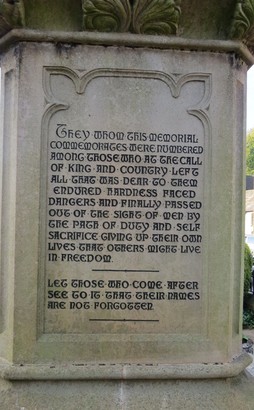 They whom this memorial
commemorates were numbered
among those who at the call
of king · and country · left
all that was dear to them
endured hardness faced
dangers and finally passed
out of the sight of men by
the path of duty and self
sacrifice giving up their own
lives that others might live
in freedom
let those who come after
see to it that their names
are not forgotten